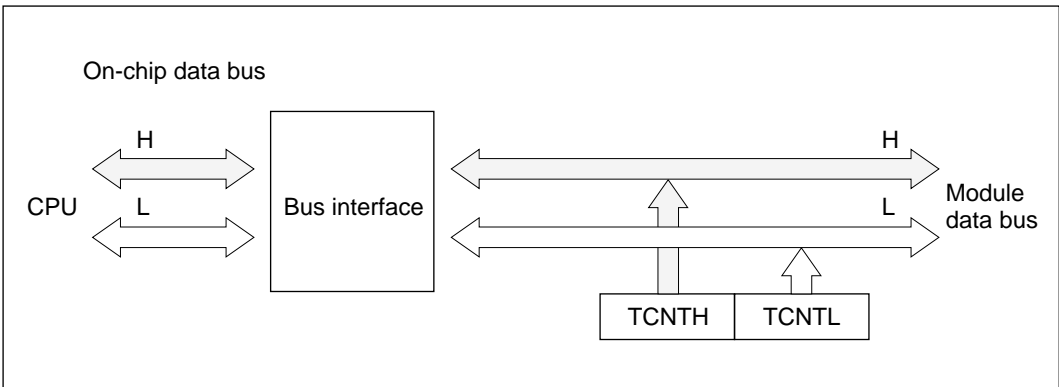 On-chip data bus
H
H
CPU
L
Bus interface
L
Module
data bus
TCNTH
TCNTL